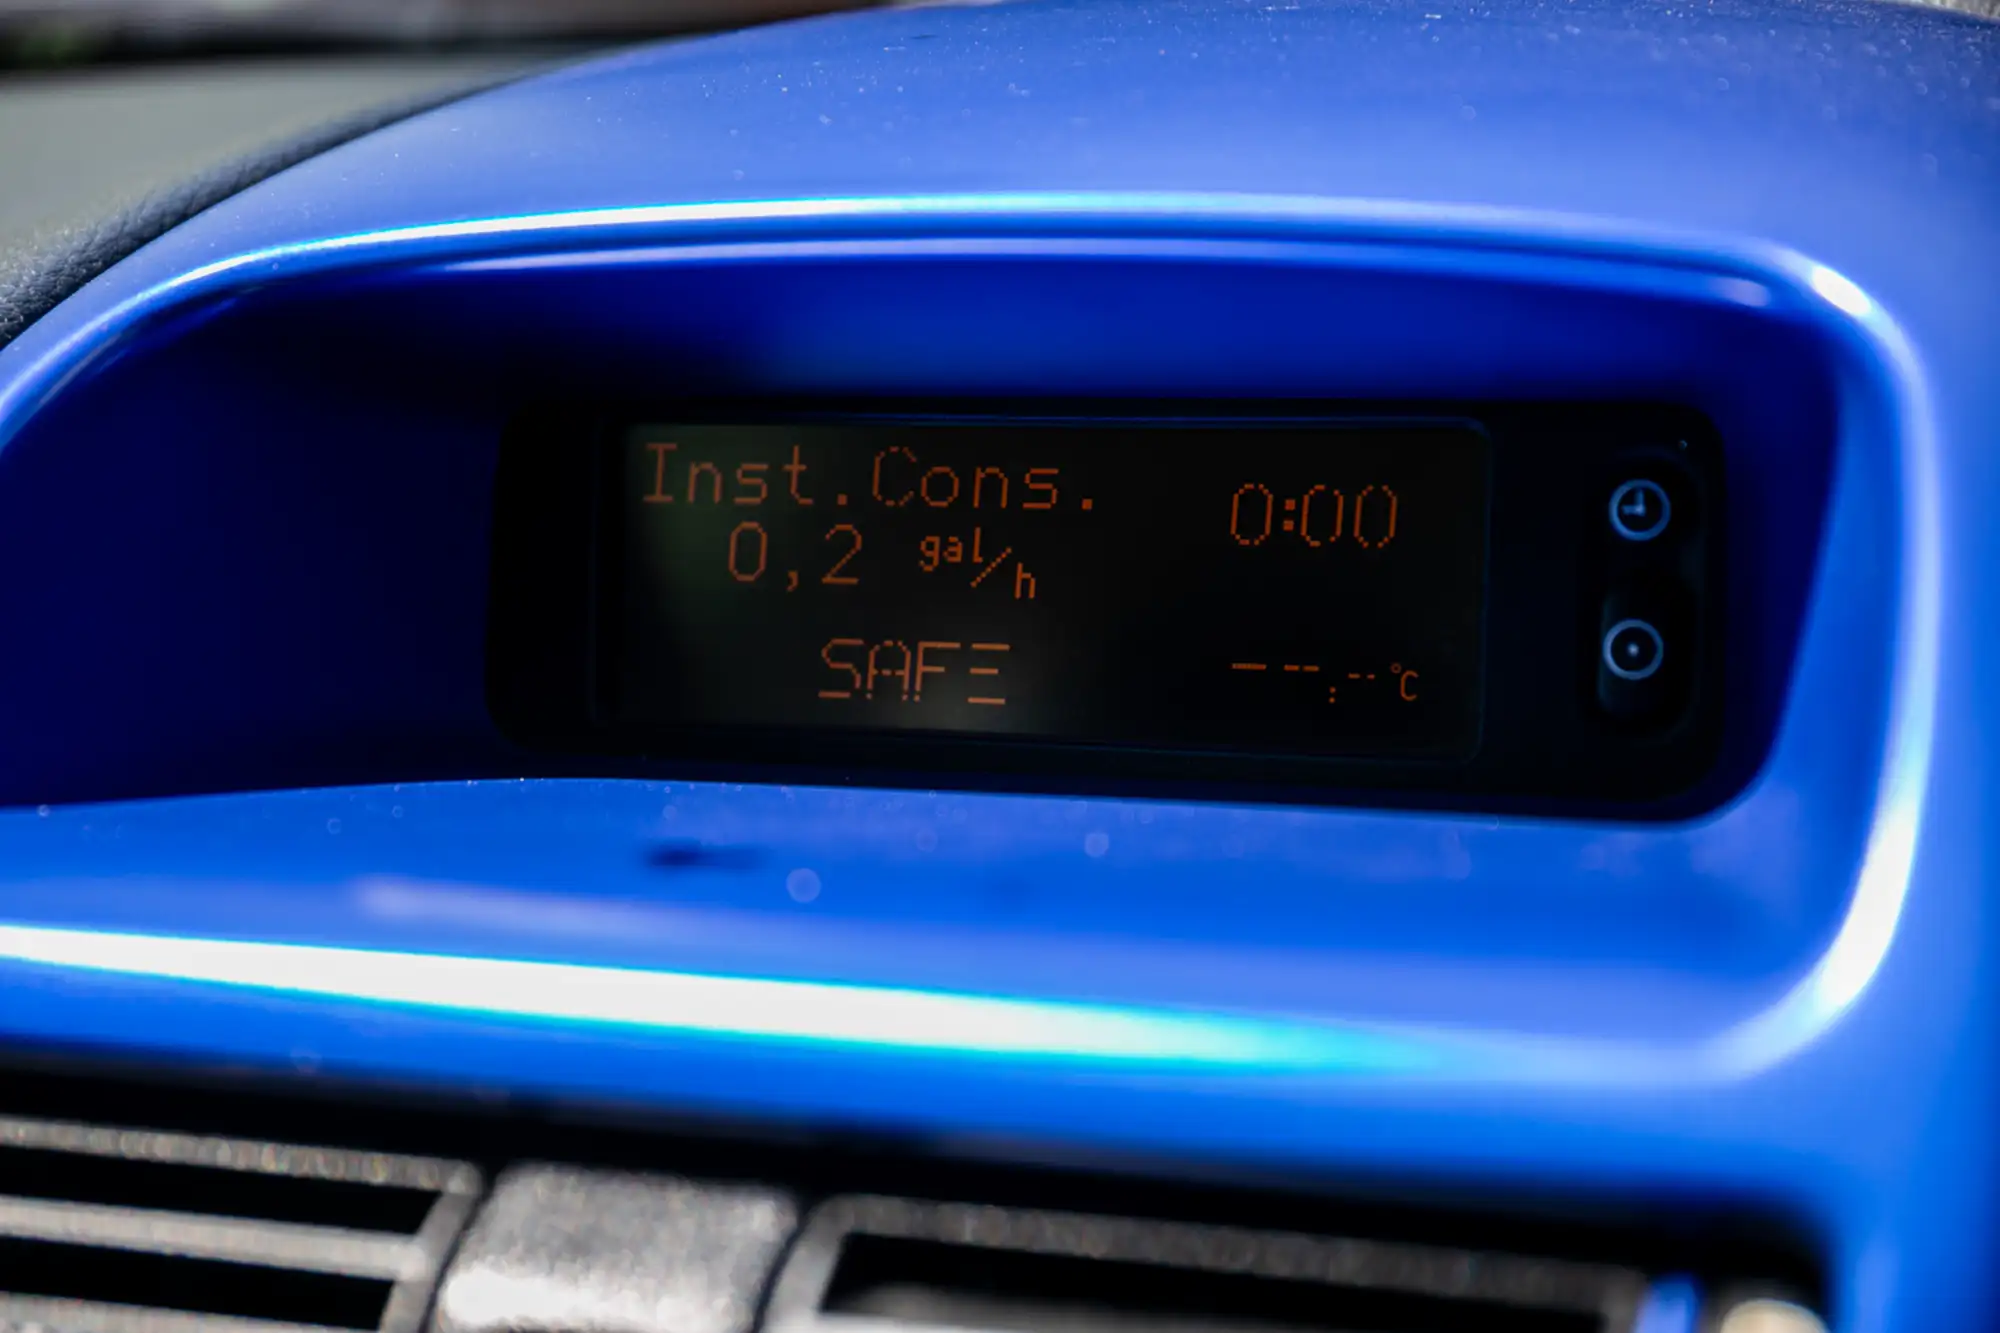 Inst.Cons.
0:00
0,2 gal/h
SAFE
-- --.-- °C